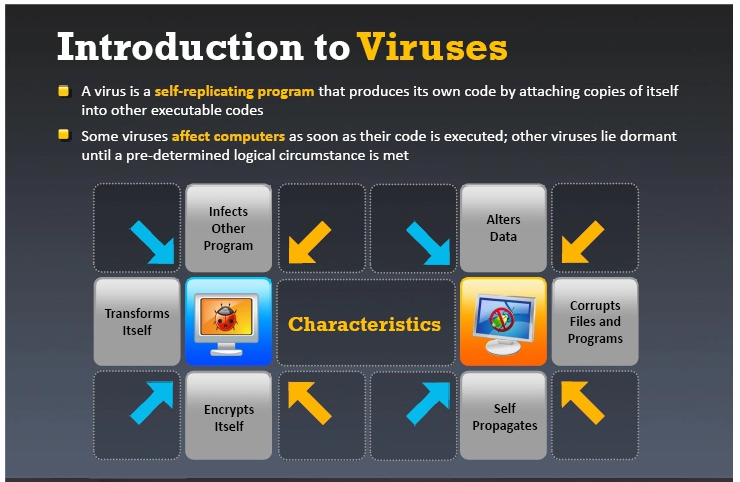 Introduction to Viruses
A virus is a self-replicating program that produces its own code by attaching copies of itself
into other executable codes
Some viruses affect computers as soon as their code is executed; other viruses lie dormant
until a pre-determined logical circumstance is met
Infects
Other
Program
Alters
Data
Transforms
Itself
Characteristics
Corrupts
Files and
Programs
Encrypts
Itself
Self
Propagates